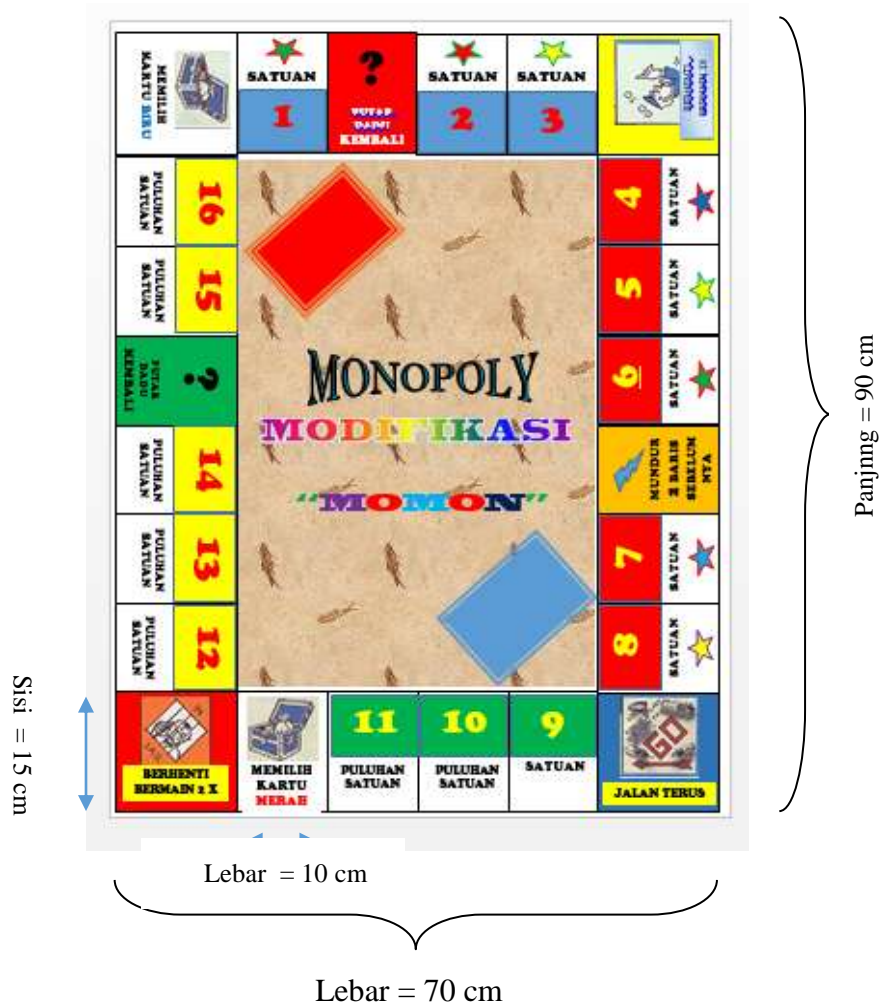 MEMILIH
KARTU BIRU
SATUAN
1
?
PUTAR
DADU
KEMBALI
SATUAN
2
SATUAN
3
16
PULUHAN
SATUAN
15
PULUHAN
SATUAN
?
PUTAR
DADU
KEMBALI
14
PULUHAN
SATUAN
13
PULUHAN
SATUAN
12
PULUHAN
SATUAN
MONOPOLY
MODIFIKASI
“MOMON”
4
SATUAN
5
SATUAN
6
SATUAN
MUNDUR
2 BARIS
SEBELUM
NYA
7
SATUAN
8
SATUAN
BERHENTI
BERMAIN 2 X
MEMILIH
KARTU
MERAH
11
PULUHAN
SATUAN
10
PULUHAN
SATUAN
9
SATUAN
GO
JALAN TERUS
Panjnng = 90 cm
Sisi = 15 cm
Lebar = 10 cm
Lebar = 70 cm